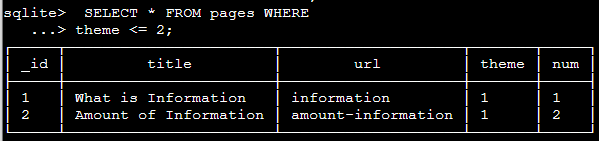 sqlite>  SELECT * FROM pages WHERE
   ...> theme <= 2;
_id title url theme num
1 What is Information information 1 1
2 Amount of Information amount-information 1 2